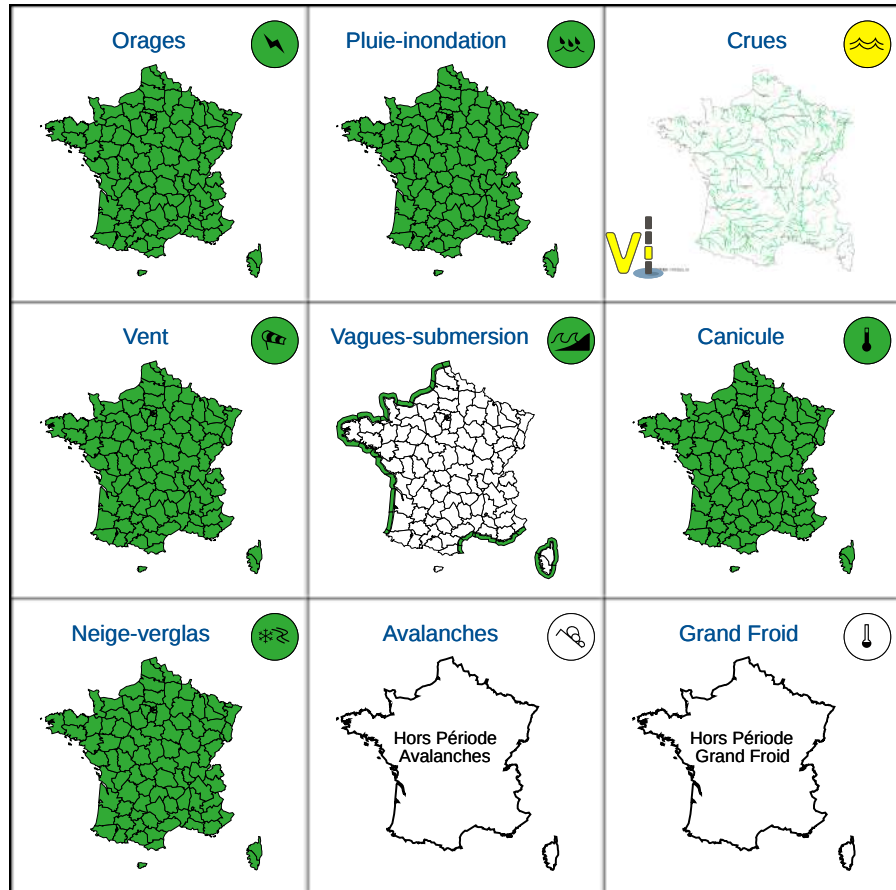 Orages
Pluie-inondation
Crues
Vi
Vent
Vagues-submersion
Canicule
Neige-verglas
Avalanches
Grand Froid
Hors Période
Avalanches
Hors Période
Grand Froid